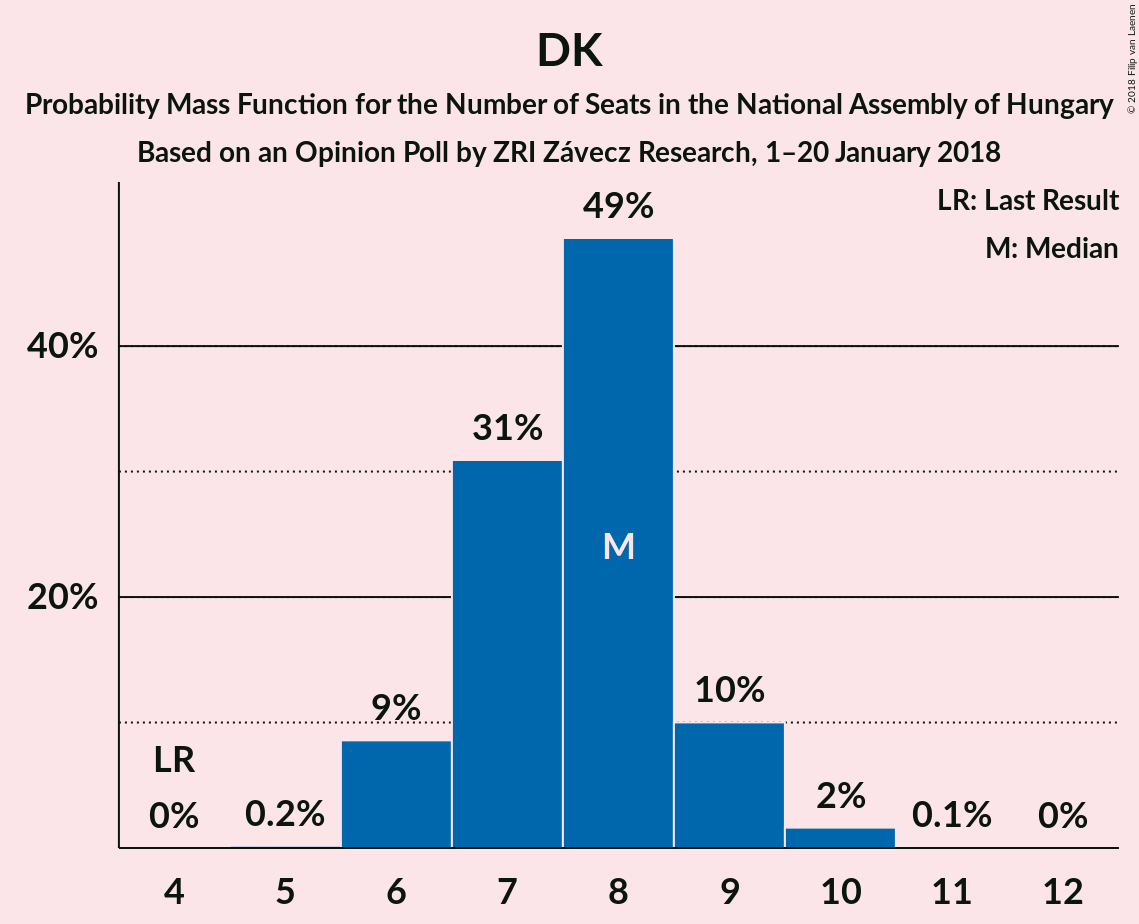 DK
Probability Mass Function for the Number of Seats in the National Assembly of Hungary
Based on an Opinion Poll by ZRI Závecz Research, 1–20 January 2018
© 2018 Filip van Laenen
LR: Last Result
M: Median
49%
40%
31%
M
20%
10%
9%
LR
2%
0%
0.2%
0.1%
0%
4 5 6 7 8 9 10 11 12